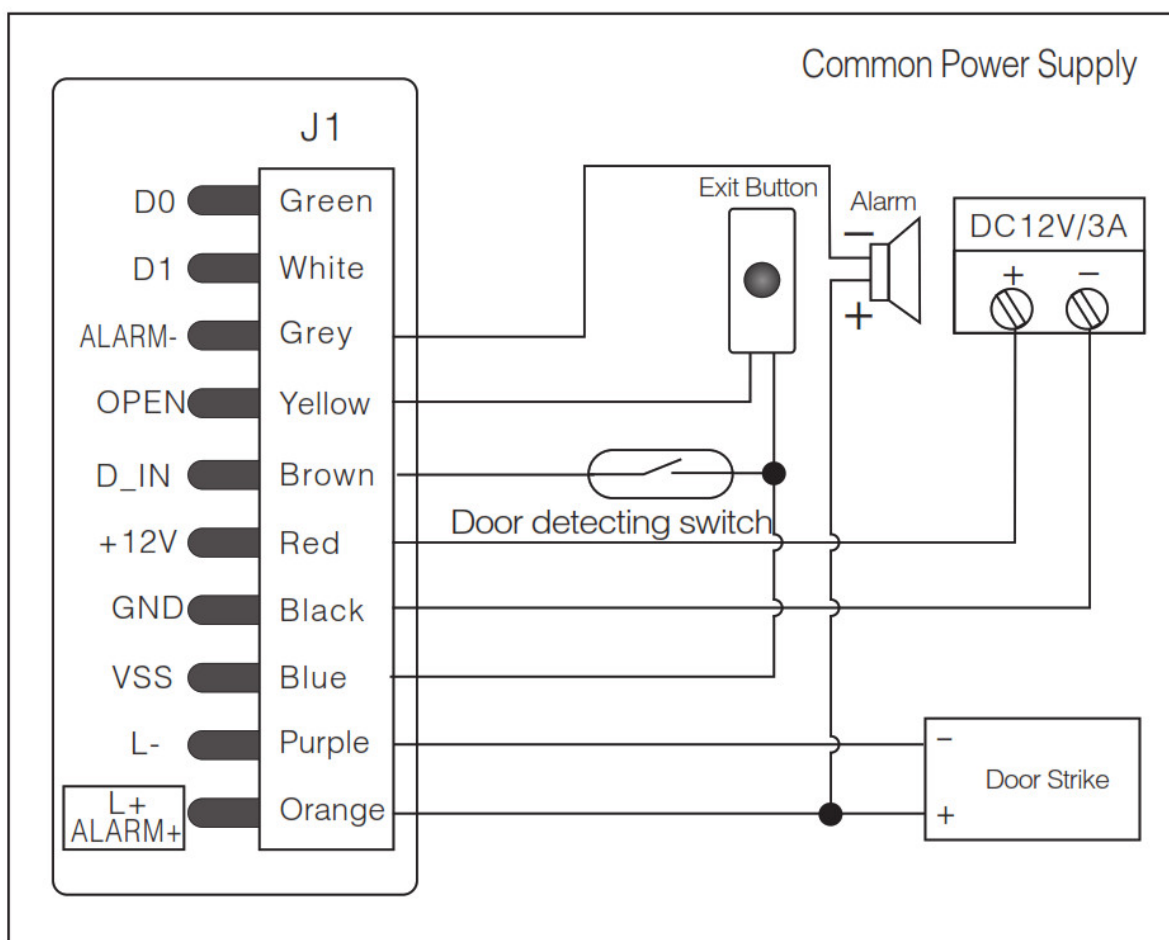 Common Power Supply
J1
D0 Green
D1 White
ALARM- Grey
OPEN Yellow
D_IN Brown
+12V Red
GND Black
VSS Blue
L- Purple
L+
ALARM+
Orange
Exit Button
Alarm
−
+
DC12V/3A
+ −
Door detecting switch
−
Door Strike
+